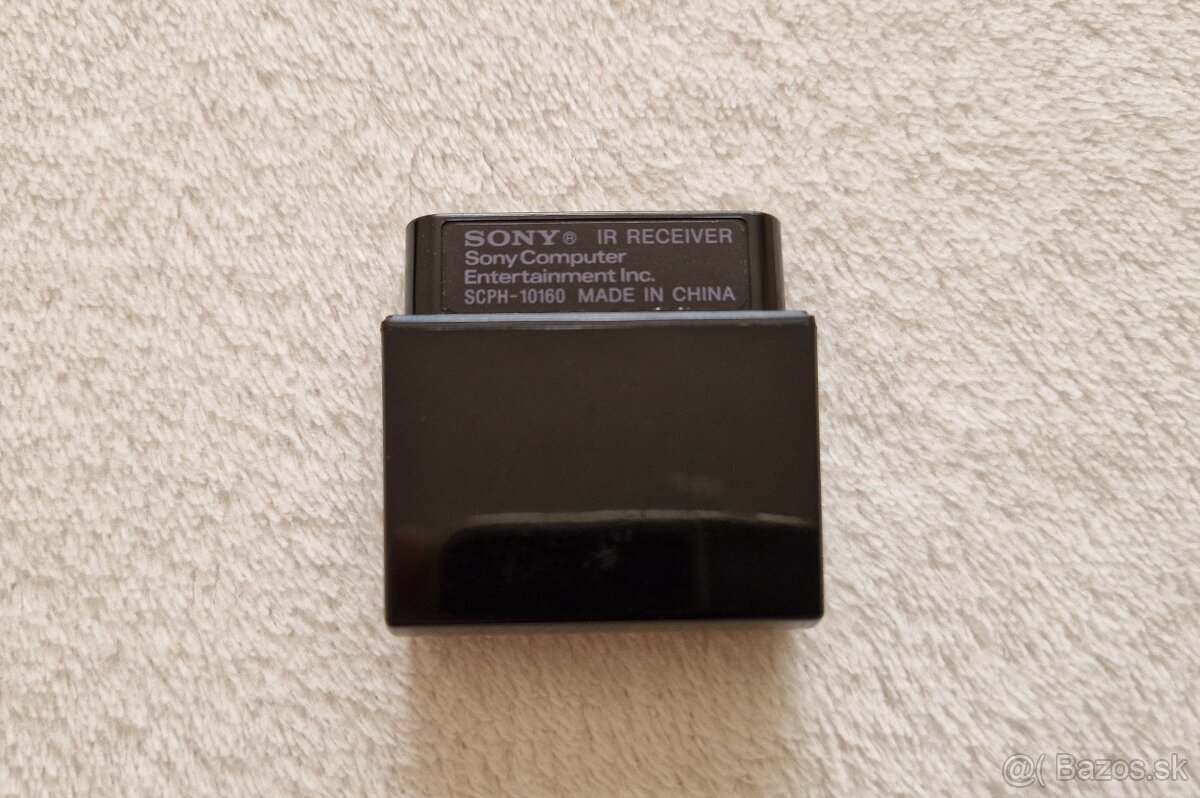 SONY® IR RECEIVER
Sony Computer
Entertainment Inc.
SCPH-10160 MADE IN CHINA
@( Bazos.sk